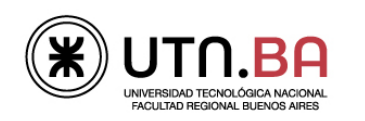 UTN.BA
UNIVERSIDAD TECNOLÓGICA NACIONAL
FACULTAD REGIONAL BUENOS AIRES